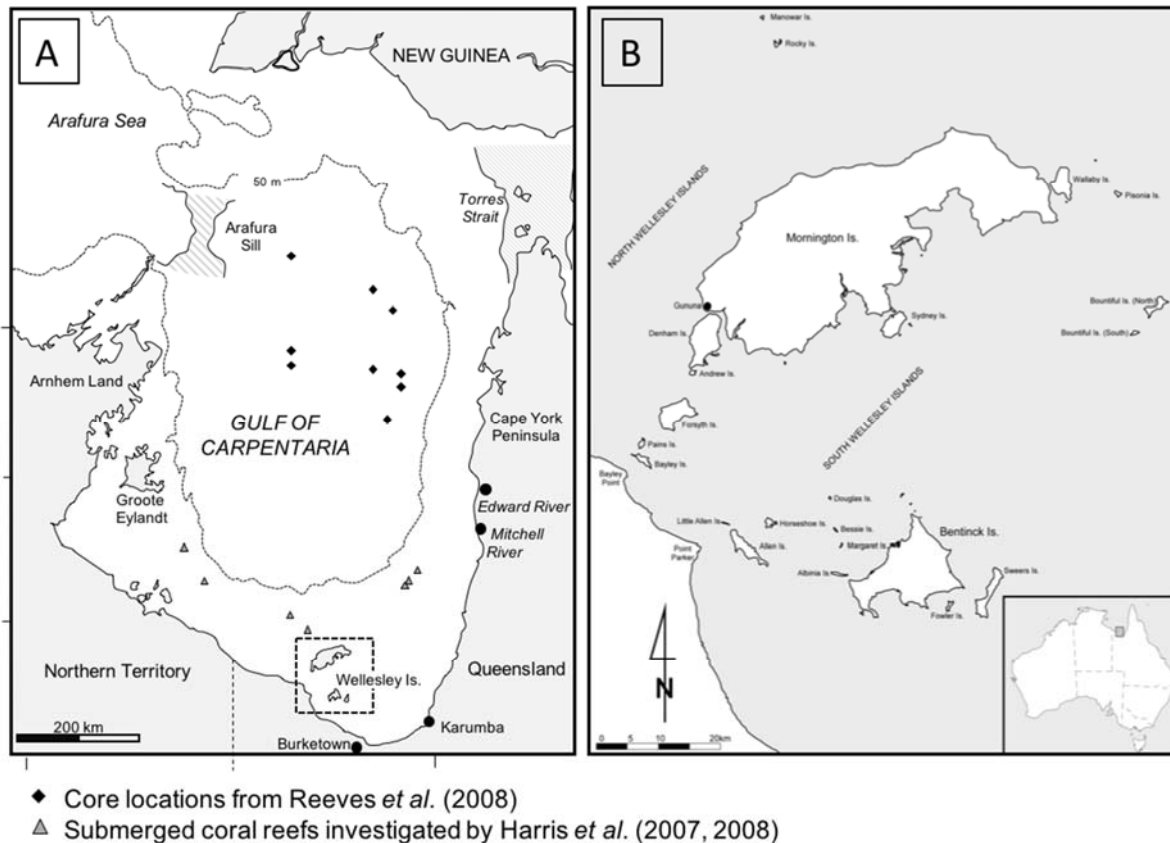 A
NEW GUINEA
Arafura Sea
50 m
Torres
Strait
Arafura
Sill
Arnhem Land
GULF OF
CARPENTARIA
Cape York
Peninsula
Groote
Eylandt
Edward River
Mitchell
River
Northern Territory
Wellesley Is.
Queensland
200 km
Karumba
Burketown
B
Manowar Is.
Rocky Is.
NORTH WELLESLEY ISLANDS
Wallaby Is.
Pisonia Is.
Mornington Is.
Gununa
Sydney Is.
Bountiful Is. (North)
Denham Is.
Bountiful Is. (South)
Andrew Is.
SOUTH WELLESLEY ISLANDS
Forsyth Is.
Pains Is.
Bayley Is.
Bayley
Point
Douglas Is.
Little Allen Is.
Horseshoe Is.
Bessie Is.
Bentinck Is.
Point
Parker
Allen Is.
Margaret Is.
Albinia Is.
Sweers Is.
Fowler Is.
N
0 5 10 20km
Core locations from Reeves et al. (2008)
Submerged coral reefs investigated by Harris et al. (2007, 2008)